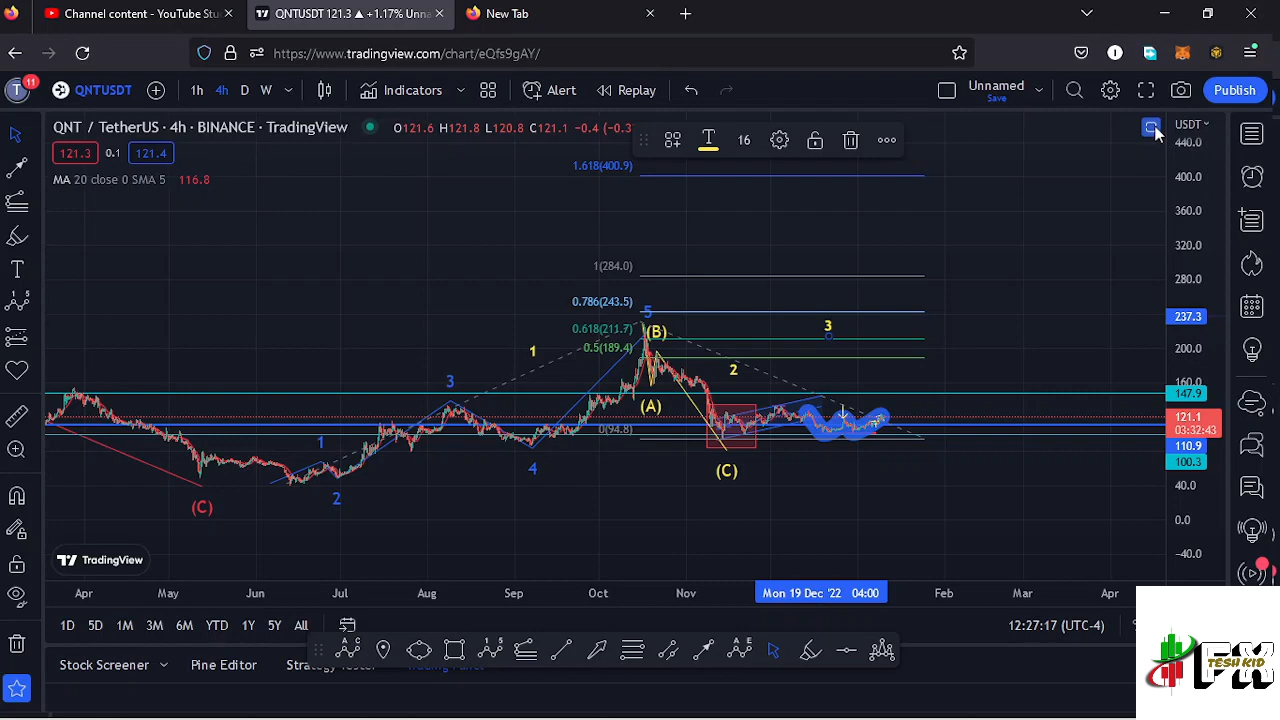 Channel content - YouTube Stu
QNTUSDT 121.3 ▲ +1.17% Unna
New Tab
https://www.tradingview.com/chart/eQfs9gAY/
T
11
QNTUSDT
1h
4h
D
W
Indicators
Alert
Replay
Unnamed
Save
Publish
QNT / TetherUS · 4h · BINANCE · TradingView
O121.6 H121.8 L120.8 C121.1 -0.4
16
USDT
121.3
0.1
121.4
MA 20 close 0 SMA 5 116.8
440.0
1.618(400.9)
400.0
360.0
320.0
1(284.0)
280.0
0.786(243.5)
5
237.3
0.618(211.7)
(B)
3
0.5(189.4)
200.0
1
2
160.0
3
147.9
(A)
121.1
03:32:43
0(94.8)
110.9
1
100.3
4
(C)
2
40.0
(C)
0.0
-40.0
TradingView
Apr
May
Jun
Jul
Aug
Sep
Oct
Nov
Mon 19 Dec '22 04:00
Feb
Mar
Apr
1D
5D
1M
3M
6M
YTD
1Y
5Y
All
12:27:17 (UTC-4)
Stock Screener
Pine Editor
Strategy Tester
Trading Panel
FX
TESH KID